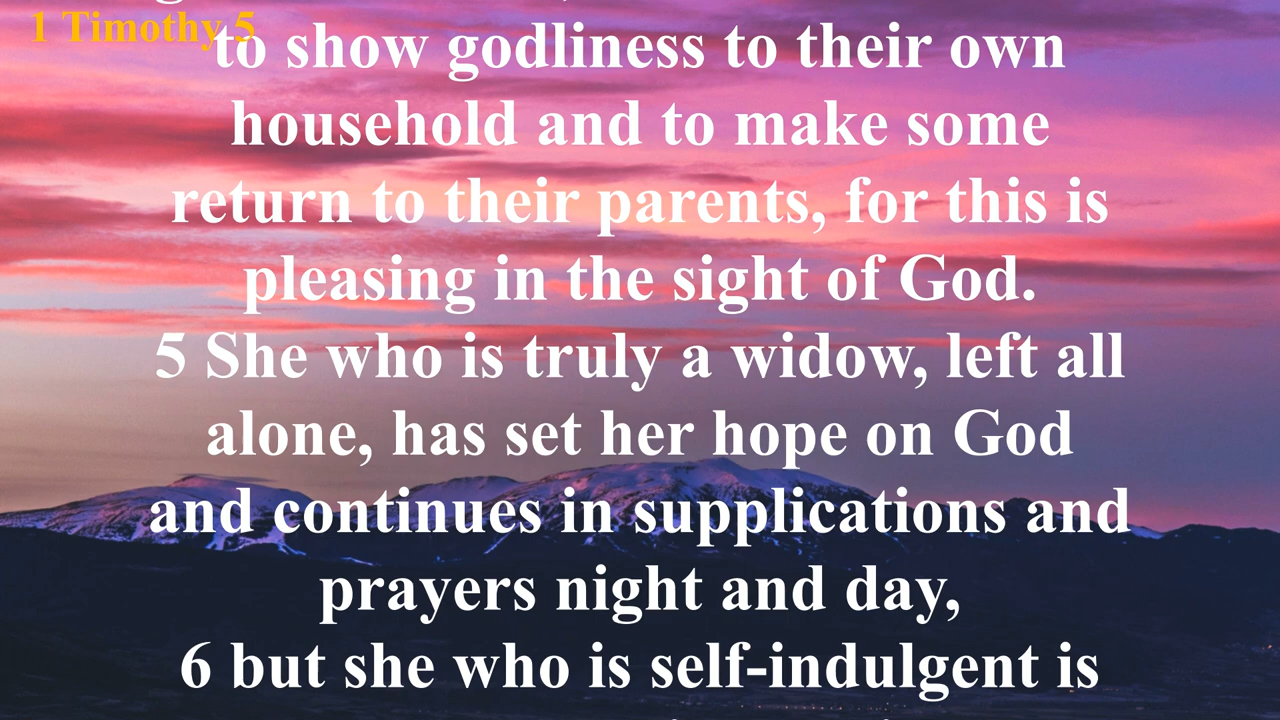 1 Timothy 5
to show godliness to their own
household and to make some
return to their parents, for this is
pleasing in the sight of God.
5 She who is truly a widow, left all
alone, has set her hope on God
and continues in supplications and
prayers night and day,
6 but she who is self-indulgent is